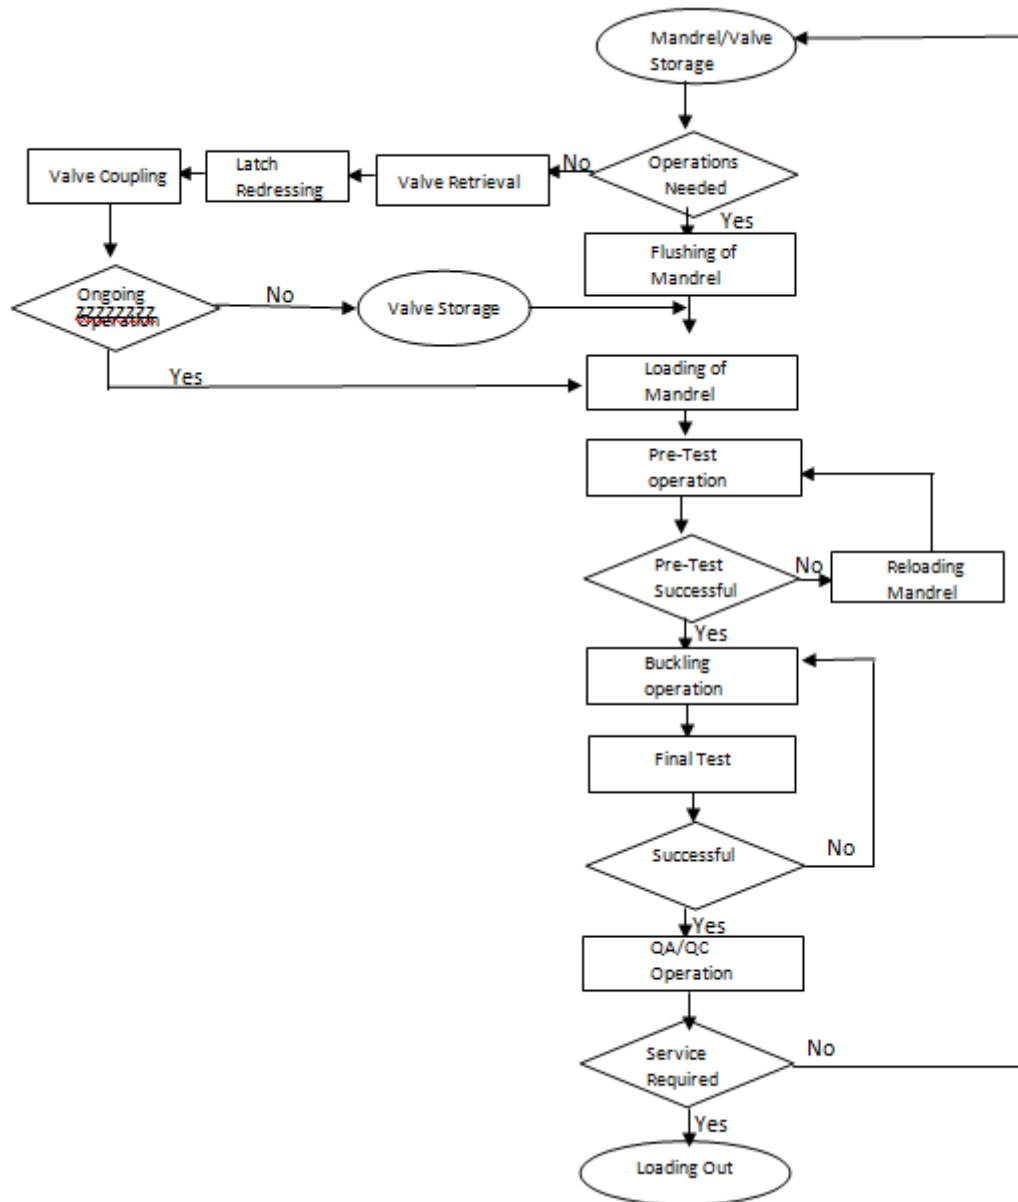 Mandrel/Valve
Storage
Operations
Needed
No
Yes
Valve Retrieval
Latch
Redressing
Valve Coupling
Flushing of
Mandrel
Ongoing
ZZZZZZZZ
Operation
No
Valve Storage
Yes
Loading of
Mandrel
Pre-Test
operation
Pre-Test
Successful
No
Reloading
Mandrel
Yes
Buckling
operation
Final Test
Successful
No
Yes
QA/QC
Operation
Service
Required
No
Yes
Loading Out